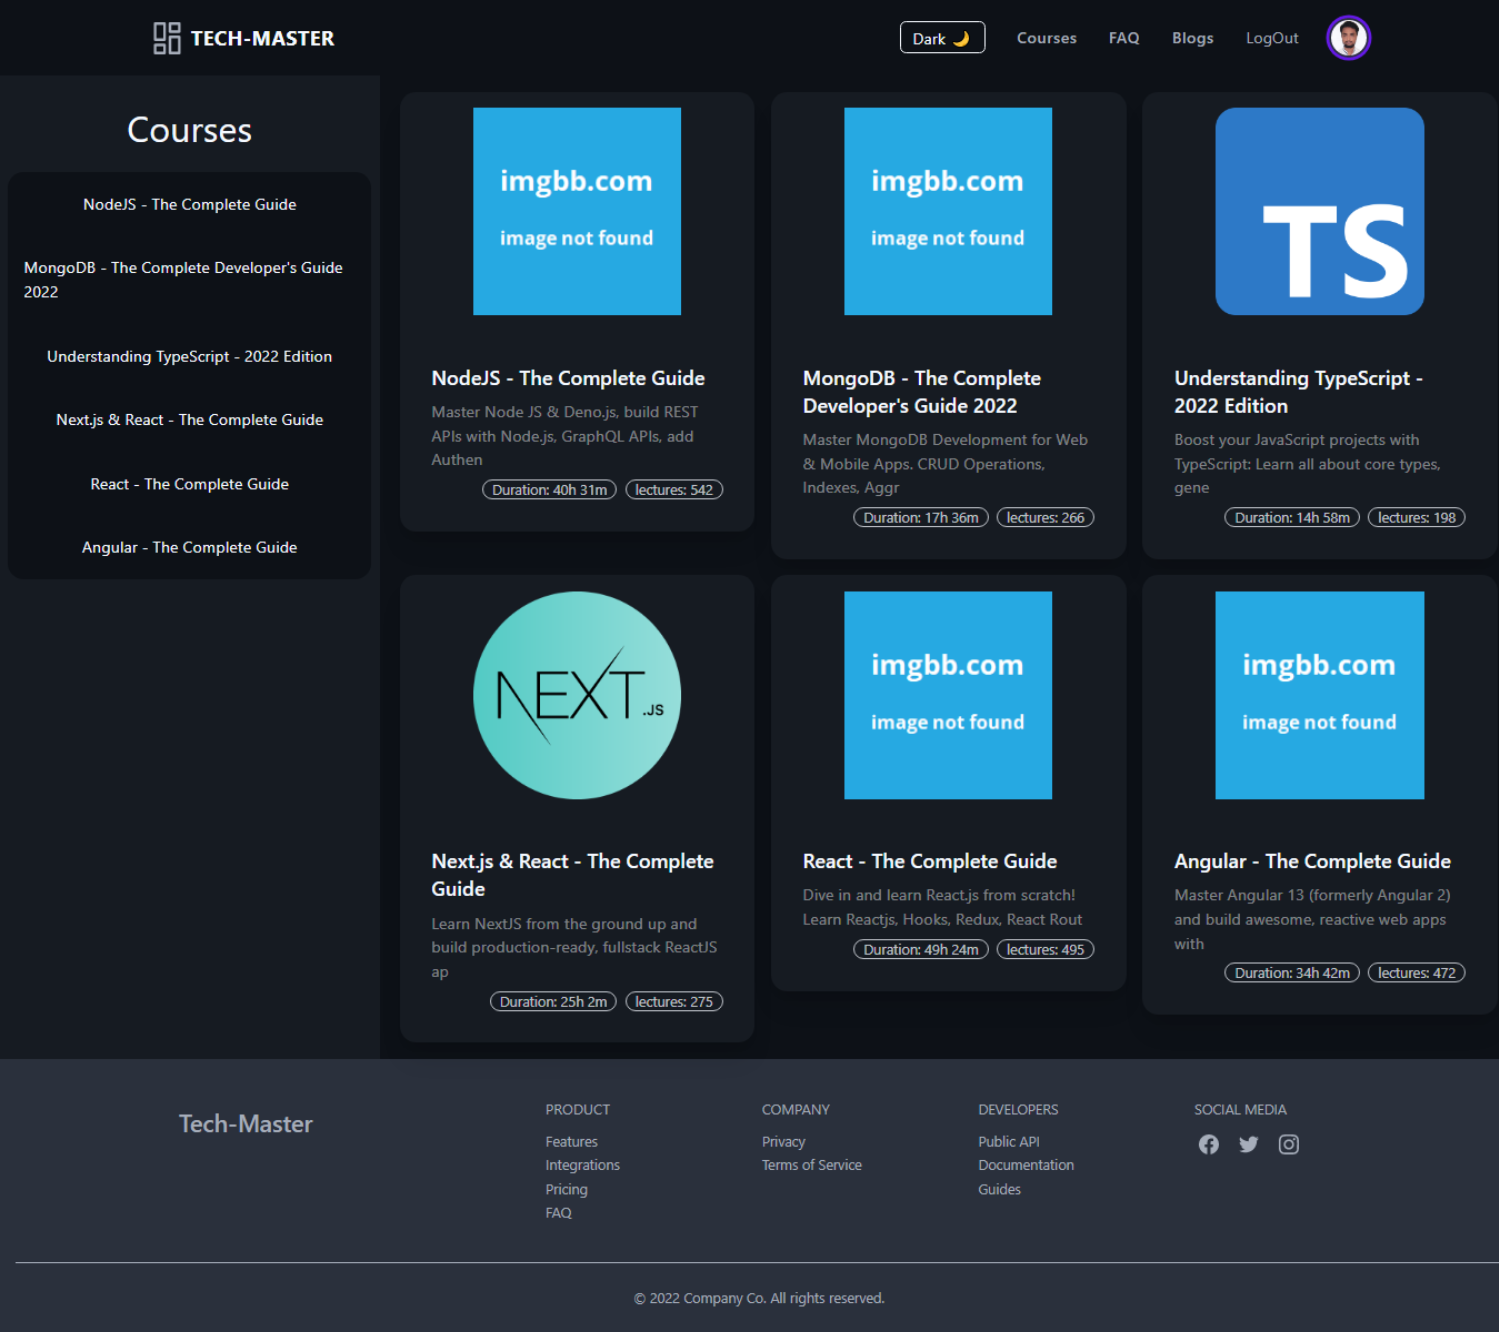 TECH-MASTER
Dark 🌙
Courses
FAQ
Blogs
LogOut
Courses
NodeJS - The Complete Guide
MongoDB - The Complete Developer's Guide
2022
Understanding TypeScript - 2022 Edition
Next.js & React - The Complete Guide
React - The Complete Guide
Angular - The Complete Guide
imgbb.com
image not found
NodeJS - The Complete Guide
Master Node JS & Deno.js, build REST
APIs with Node.js, GraphQL APIs, add
Authen
Duration: 40h 31m
lectures: 542
imgbb.com
image not found
MongoDB - The Complete
Developer's Guide 2022
Master MongoDB Development for Web
& Mobile Apps. CRUD Operations,
Indexes, Aggr
Duration: 17h 36m
lectures: 266
TS
Understanding TypeScript -
2022 Edition
Boost your JavaScript projects with
TypeScript: Learn all about core types,
gene
Duration: 14h 58m
lectures: 198
NEXT.JS
Next.js & React - The Complete
Guide
Learn NextJS from the ground up and
build production-ready, fullstack ReactJS
ap
Duration: 25h 2m
lectures: 275
imgbb.com
image not found
React - The Complete Guide
Dive in and learn React.js from scratch!
Learn Reactjs, Hooks, Redux, React Rout
Duration: 49h 24m
lectures: 495
imgbb.com
image not found
Angular - The Complete Guide
Master Angular 13 (formerly Angular 2)
and build awesome, reactive web apps
with
Duration: 34h 42m
lectures: 472
Tech-Master
PRODUCT
Features
Integrations
Pricing
FAQ
COMPANY
Privacy
Terms of Service
DEVELOPERS
Public API
Documentation
Guides
SOCIAL MEDIA
© 2022 Company Co. All rights reserved.